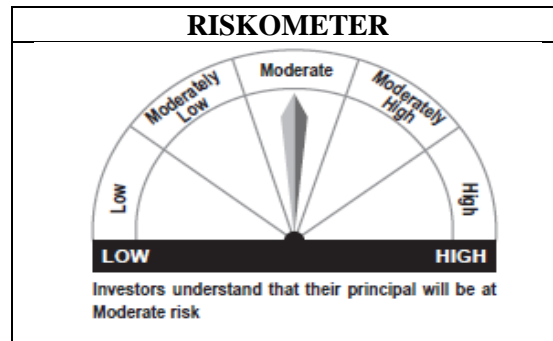 RISKOMETER
Low
Moderately
Low
Moderate
Moderately
High
High
LOW
HIGH
Investors understand that their principal will be at
Moderate risk